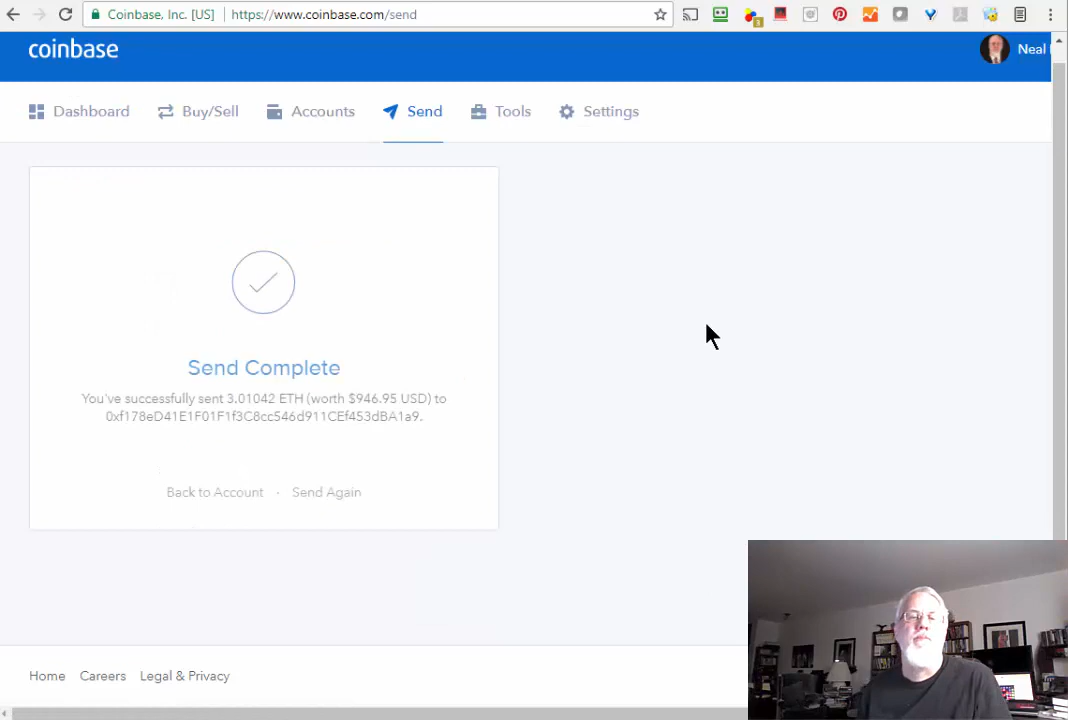 Coinbase, Inc. [US] https://www.coinbase.com/send
3
coinbase
Neal
Dashboard Buy/Sell Accounts Send Tools Settings
Send Complete
You've successfully sent 3.01042 ETH (worth $946.95 USD) to
0xf178eD41E1F01F1f3C8cc546d911CEf453dBA1a9.
Back to Account · Send Again
Home Careers Legal & Privacy